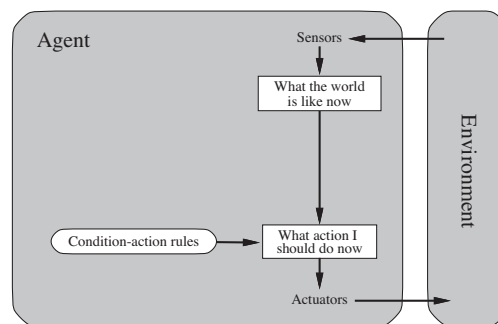 Agent
Sensors
What the world
is like now
Environment
Condition-action rules
What action I
should do now
Actuators